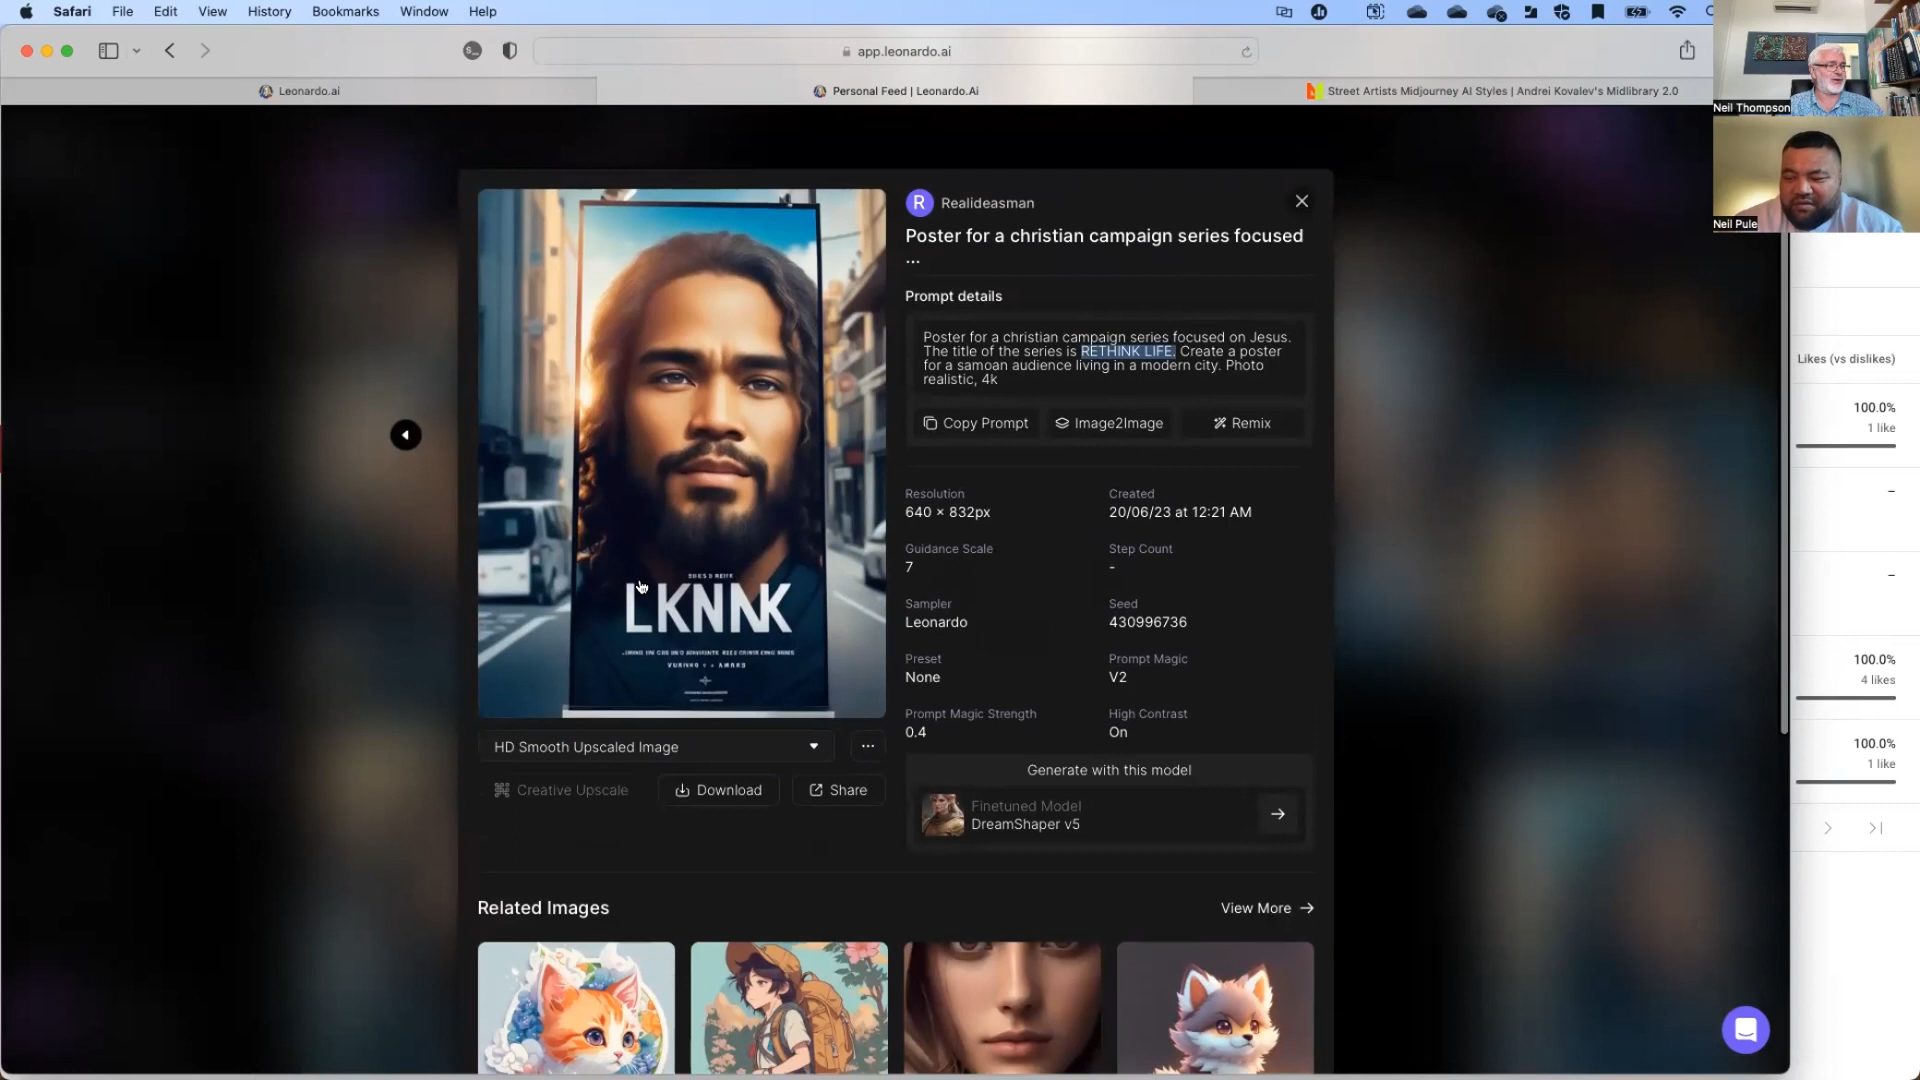 Safari File Edit View History Bookmarks Window Help
app.leonardo.ai
Leonardo.ai
Personal Feed | Leonardo.Ai
Street Artists Midjourney AI Styles | Andrei Kovalev's Midlibrary 2.0
Neil Thompson
Neil Pule
R Realideasman
Poster for a christian campaign series focused
...
Prompt details
Poster for a christian campaign series focused on Jesus.
The title of the series is RETHINK LIFE. Create a poster
for a samoan audience living in a modern city. Photo
realistic, 4k
Copy Prompt
Image2Image
Remix
Resolution
640 × 832px
Created
20/06/23 at 12:21 AM
Guidance Scale
7
Step Count
-
Sampler
Leonardo
Seed
430996736
Preset
None
Prompt Magic
V2
Prompt Magic Strength
0.4
High Contrast
On
Generate with this model
Finetuned Model
DreamShaper v5
LKNNK
HD Smooth Upscaled Image
...
Creative Upscale
Download
Share
Related Images
View More
Likes (vs dislikes)
100.0%
1 like
–
–
100.0%
4 likes
100.0%
1 like